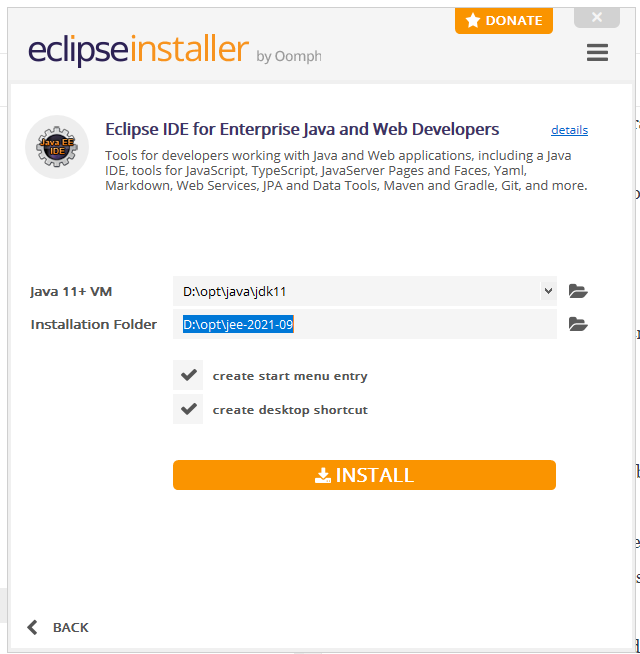 DONATE
eclipseinstaller by Oomph
Java EE
IDE
Eclipse IDE for Enterprise Java and Web Developers
details
Tools for developers working with Java and Web applications, including a Java
IDE, tools for JavaScript, TypeScript, JavaServer Pages and Faces, Yaml,
Markdown, Web Services, JPA and Data Tools, Maven and Gradle, Git, and more.
Java 11+ VM
D:\opt\java\jdk11
Installation Folder
D:\opt\jee-2021-09
create start menu entry
create desktop shortcut
INSTALL
BACK